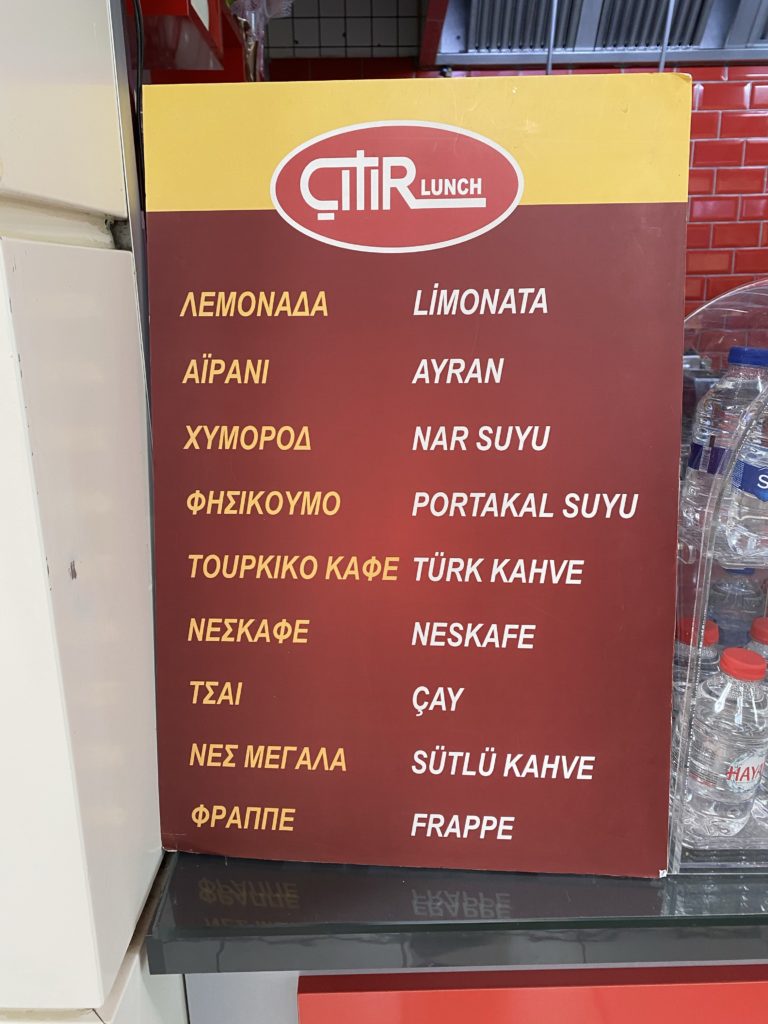 ÇITIR LUNCH
ΛΕΜΟΝΑΔΑ LİMONATA
ΑΪΡΑΝΙ AYRAN
ΧΥΜΟΡΟΔ NAR SUYU
ΦΗΣΙΚΟΥΜΟ PORTAKAL SUYU
ΤΟΥΡΚΙΚΟ ΚΑΦΕ TÜRK KAHVE
ΝΕΣΚΑΦΕ NESKAFE
ΤΣΑΙ ÇAY
ΝΕΣ ΜΕΓΑΛΑ SÜTLÜ KAHVE
ΦΡΑΠΠΕ FRAPPE